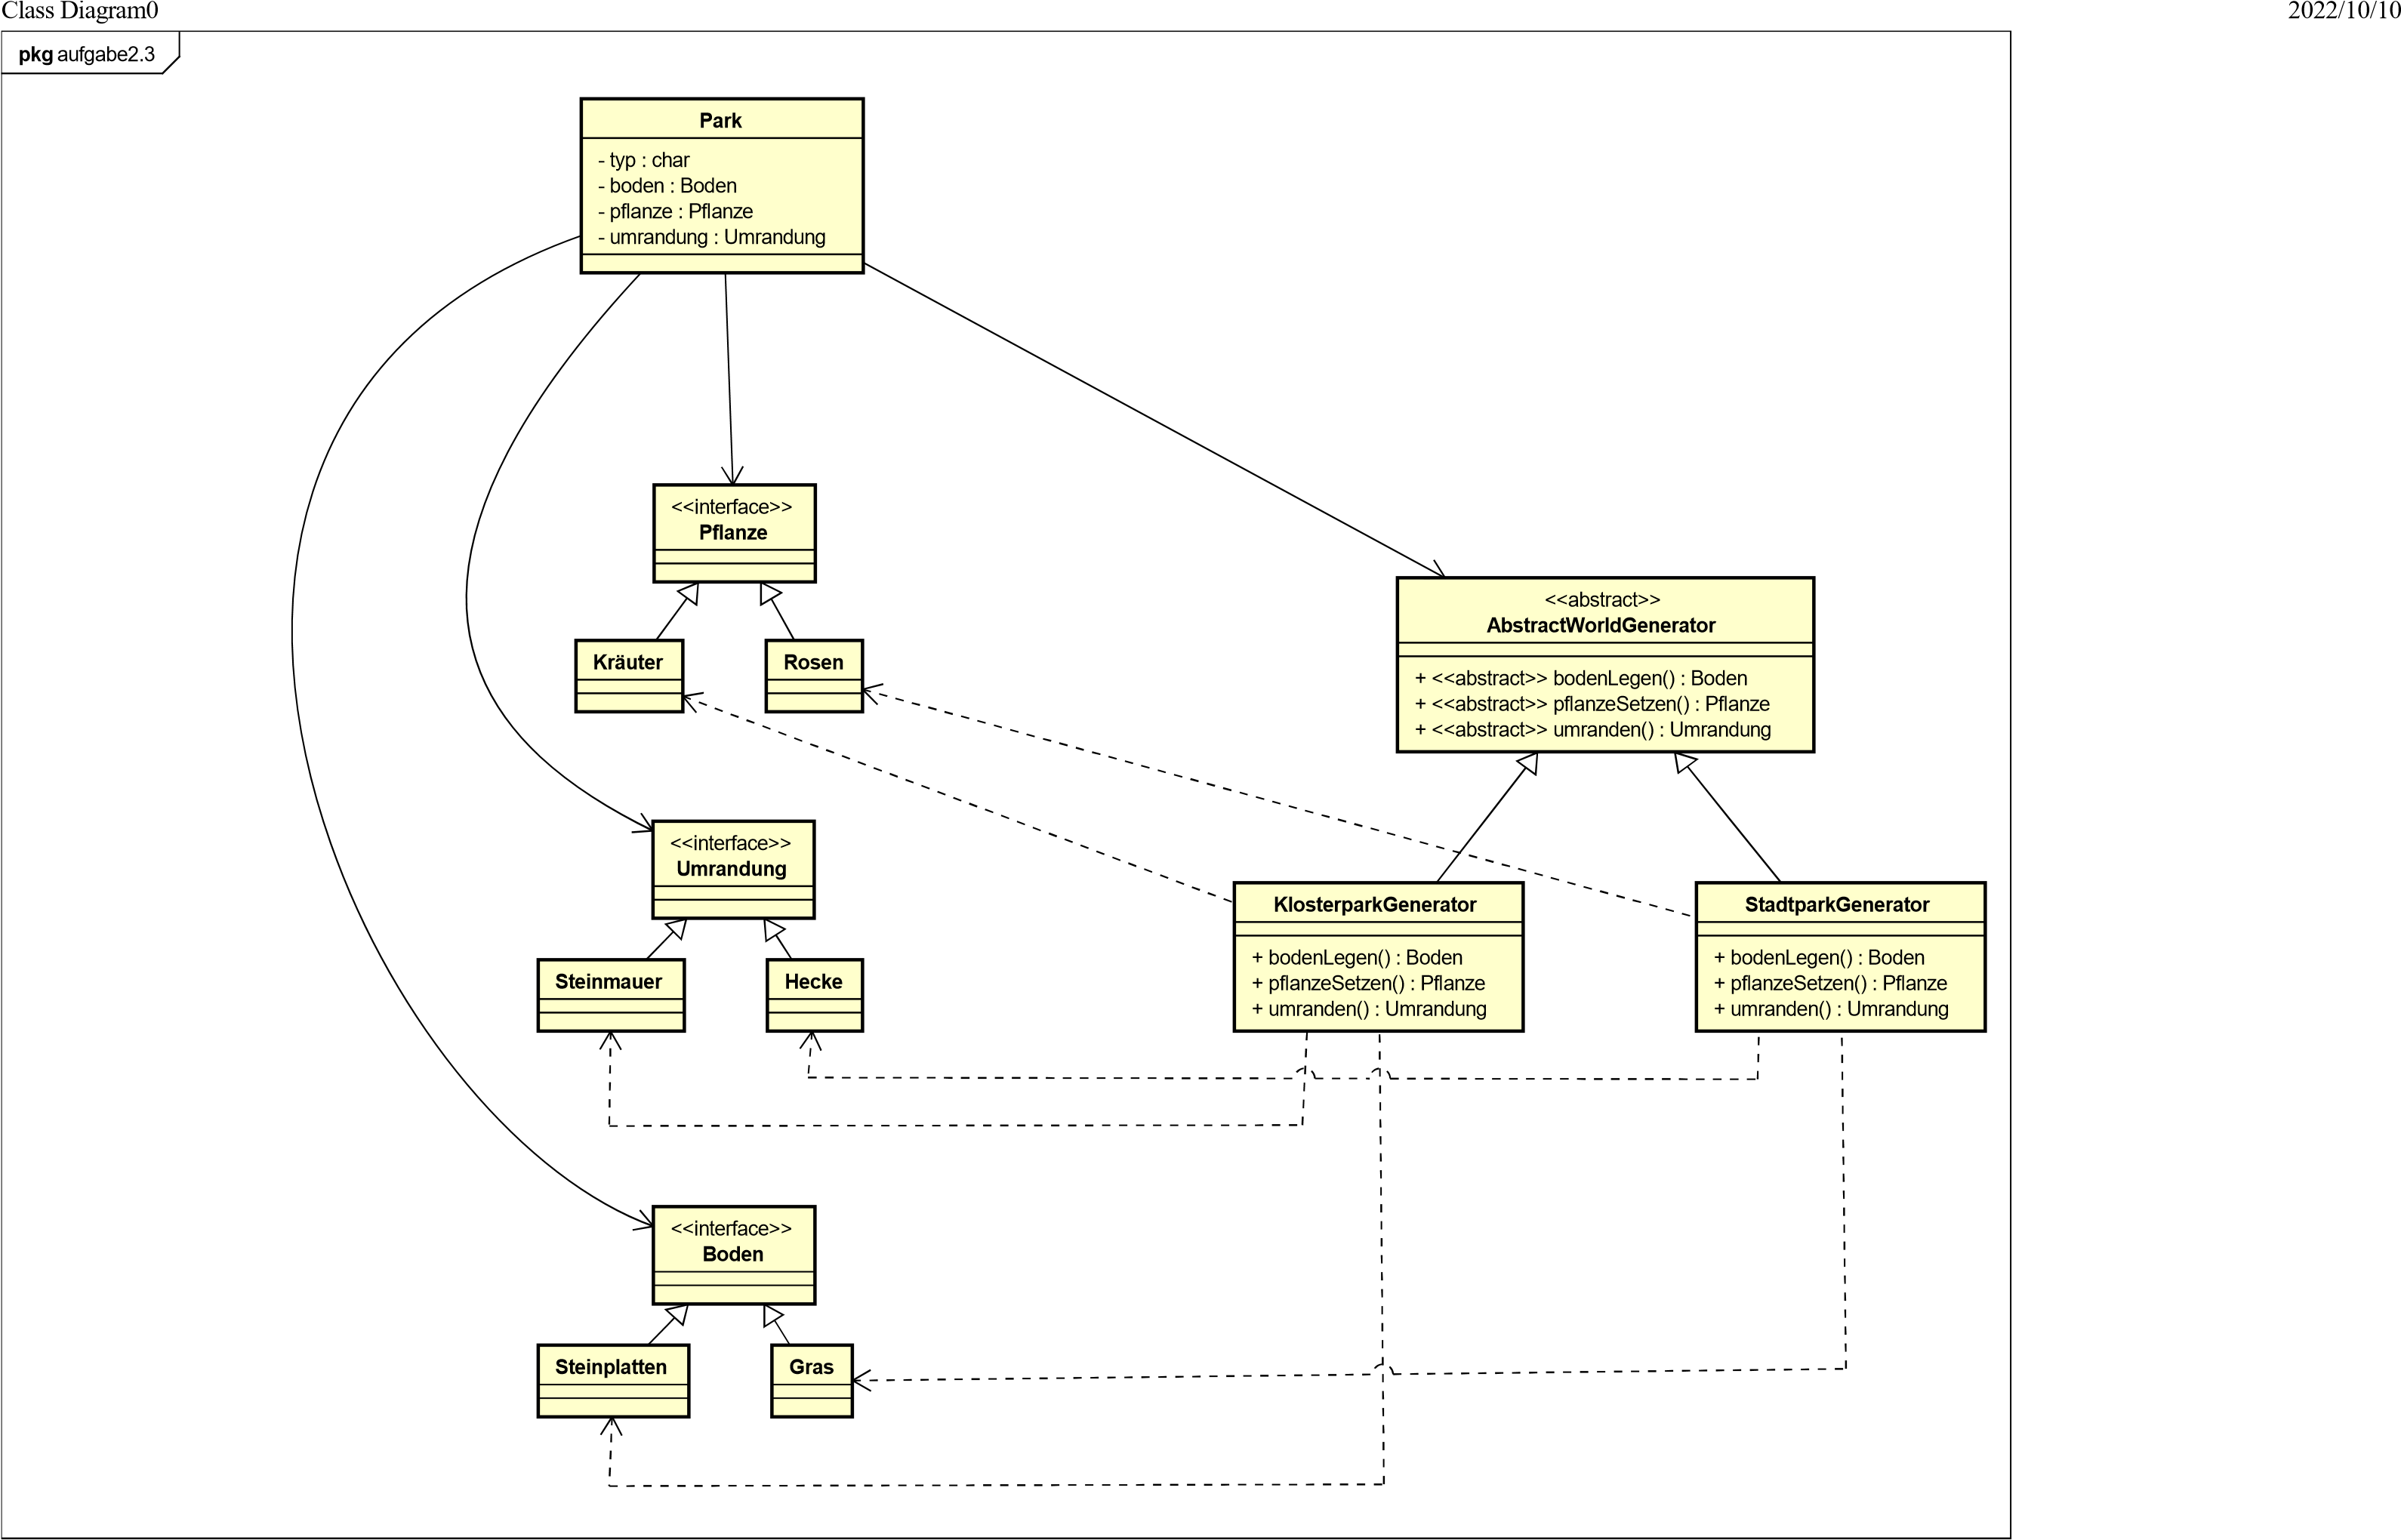 Class Diagram0
2022/10/10
pkg aufgabe2.3
Park
- typ : char
- boden : Boden
- pflanze : Pflanze
- umrandung : Umrandung
<<interface>>
Pflanze
Kräuter
Rosen
<<abstract>>
AbstractWorldGenerator
+ <<abstract>> bodenLegen() : Boden
+ <<abstract>> pflanzeSetzen() : Pflanze
+ <<abstract>> umranden() : Umrandung
<<interface>>
Umrandung
Steinmauer
Hecke
KlosterparkGenerator
+ bodenLegen() : Boden
+ pflanzeSetzen() : Pflanze
+ umranden() : Umrandung
StadtparkGenerator
+ bodenLegen() : Boden
+ pflanzeSetzen() : Pflanze
+ umranden() : Umrandung
<<interface>>
Boden
Steinplatten
Gras